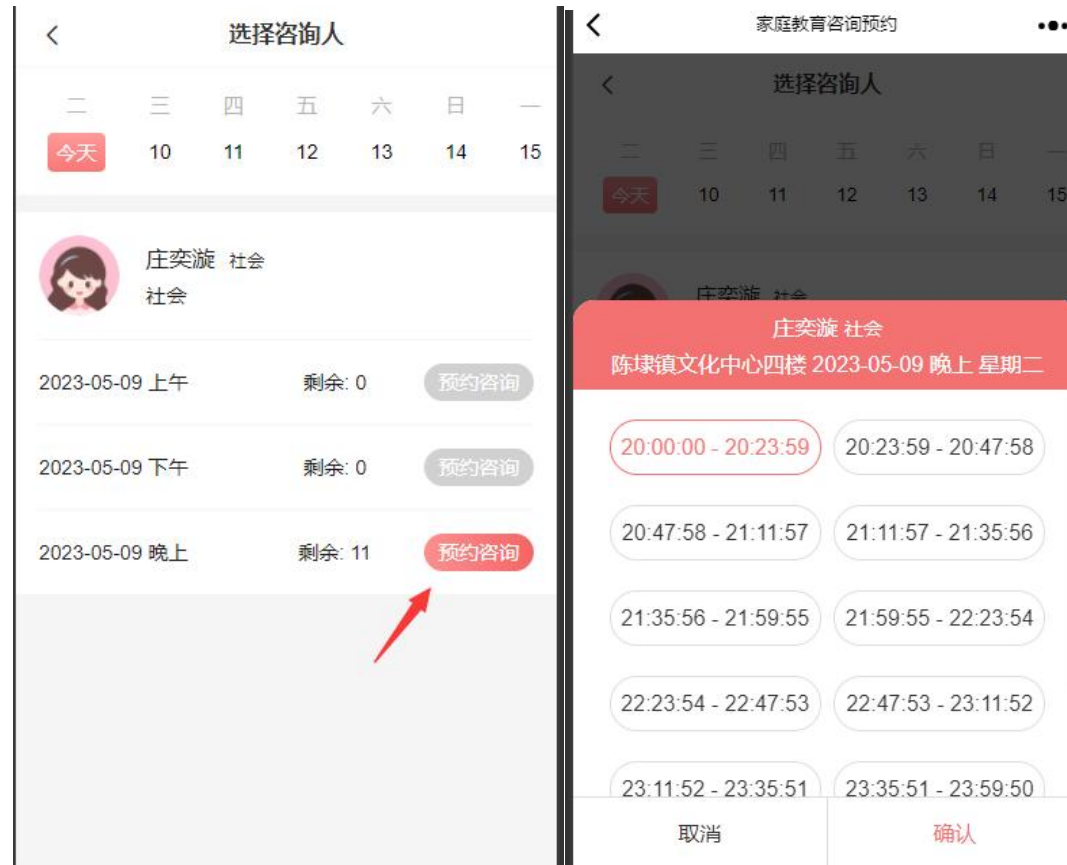 选择咨询人
二 三 四 五 六 日 一
今天 10 11 12 13 14 15
庄奕漩 社会
社会
2023-05-09 上午 剩余: 0 预约咨询
2023-05-09 下午 剩余: 0 预约咨询
2023-05-09 晚上 剩余: 11 预约咨询
家庭教育咨询预约
选择咨询人
二 三 四 五 六 日 一
今天 10 11 12 13 14 15
庄奕漩 社会
庄奕漩 社会
陈埭镇文化中心四楼 2023-05-09 晚上 星期二
20:00:00 - 20:23:59 20:23:59 - 20:47:58
20:47:58 - 21:11:57 21:11:57 - 21:35:56
21:35:56 - 21:59:55 21:59:55 - 22:23:54
22:23:54 - 22:47:53 22:47:53 - 23:11:52
23:11:52 - 23:35:51 23:35:51 - 23:59:50
取消 确认